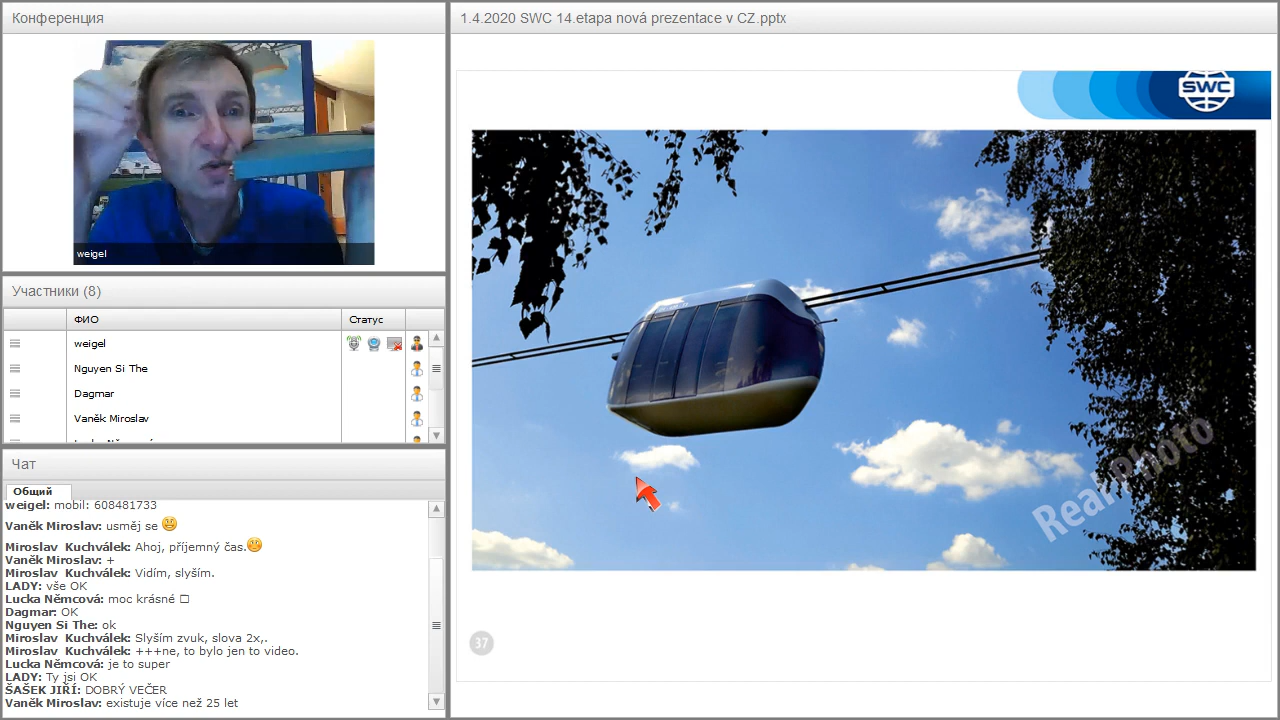 Конференция
weigel
Участники (8)
ФИО
Статус
weigel
Nguyen Si The
Dagmar
Vaněk Miroslav
Чат
Общий
weigel: mobil: 608481733
Vaněk Miroslav: usměj se
Miroslav Kuchválek: Ahoj, příjemný čas.
Vaněk Miroslav: +
Miroslav Kuchválek: Vidím, slyším.
LADY: vše OK
Lucka Němcová: moc krásné
Dagmar: OK
Nguyen Si The: ok
Miroslav Kuchválek: Slyším zvuk, slova 2x,.
Miroslav Kuchválek: +++ne, to bylo jen to video.
Lucka Němcová: je to super
LADY: Ty jsi OK
ŠAŠEK JIŘÍ: DOBRÝ VEČER
Vaněk Miroslav: existuje více než 25 let
1.4.2020 SWC 14.etapa nová prezentace v CZ.pptx
SWC
Real Photo
37